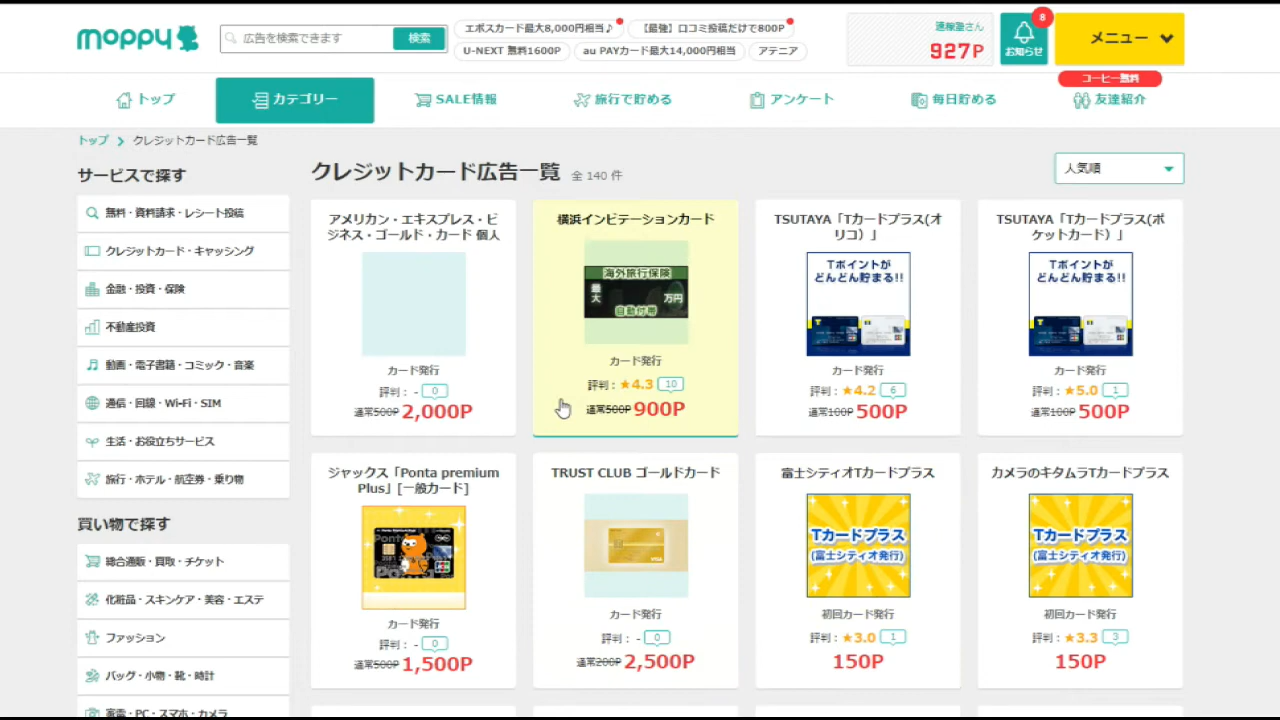 moppy
広告を検索できます
検索
エポスカード最大8,000円相当♪
【最強】口コミ投稿だけで800P
U-NEXT 無料1600P
au PAYカード最大14,000円相当
アテニア
速稼塾さん
927P
8
お知らせ
メニュー
トップ
カテゴリー
SALE情報
旅行で貯める
アンケート
毎日貯める
コーヒー無料
友達紹介
トップ > クレジットカード広告一覧
サービスで探す
無料・資料請求・レシート投稿
クレジットカード・キャッシング
金融・投資・保険
不動産投資
動画・電子書籍・コミック・音楽
通信・回線・Wi-Fi・SIM
生活・お役立ちサービス
旅行・ホテル・航空券・乗り物
買い物で探す
総合通販・買取・チケット
化粧品・スキンケア・美容・エステ
ファッション
バッグ・小物・靴・時計
家電・PC・スマホ・カメラ
クレジットカード広告一覧 全 140 件
人気順
アメリカン・エキスプレス・ビ
ジネス・ゴールド・カード 個人
カード発行
評判：- 0
通常500P 2,000P
横浜インビテーションカード
海外旅行保険
最大
万円
自動付帯
カード発行
評判：★4.3 10
通常500P 900P
TSUTAYA「Tカードプラス(オ
リコ）」
Tポイントが
どんどん貯まる!!
カード発行
評判：★4.2 6
通常100P 500P
TSUTAYA「Tカードプラス(ポ
ケットカード）」
Tポイントが
どんどん貯まる!!
カード発行
評判：★5.0 1
通常100P 500P
ジャックス「Ponta premium
Plus」[一般カード]
カード発行
評判：- 0
通常500P 1,500P
TRUST CLUB ゴールドカード
VISA
カード発行
評判：- 0
通常200P 2,500P
富士シティオTカードプラス
Tカードプラス
(富士シティオ発行)
初回カード発行
評判：★3.0 1
150P
カメラのキタムラTカードプラス
Tカードプラス
(富士シティオ発行)
初回カード発行
評判：★3.3 3
150P